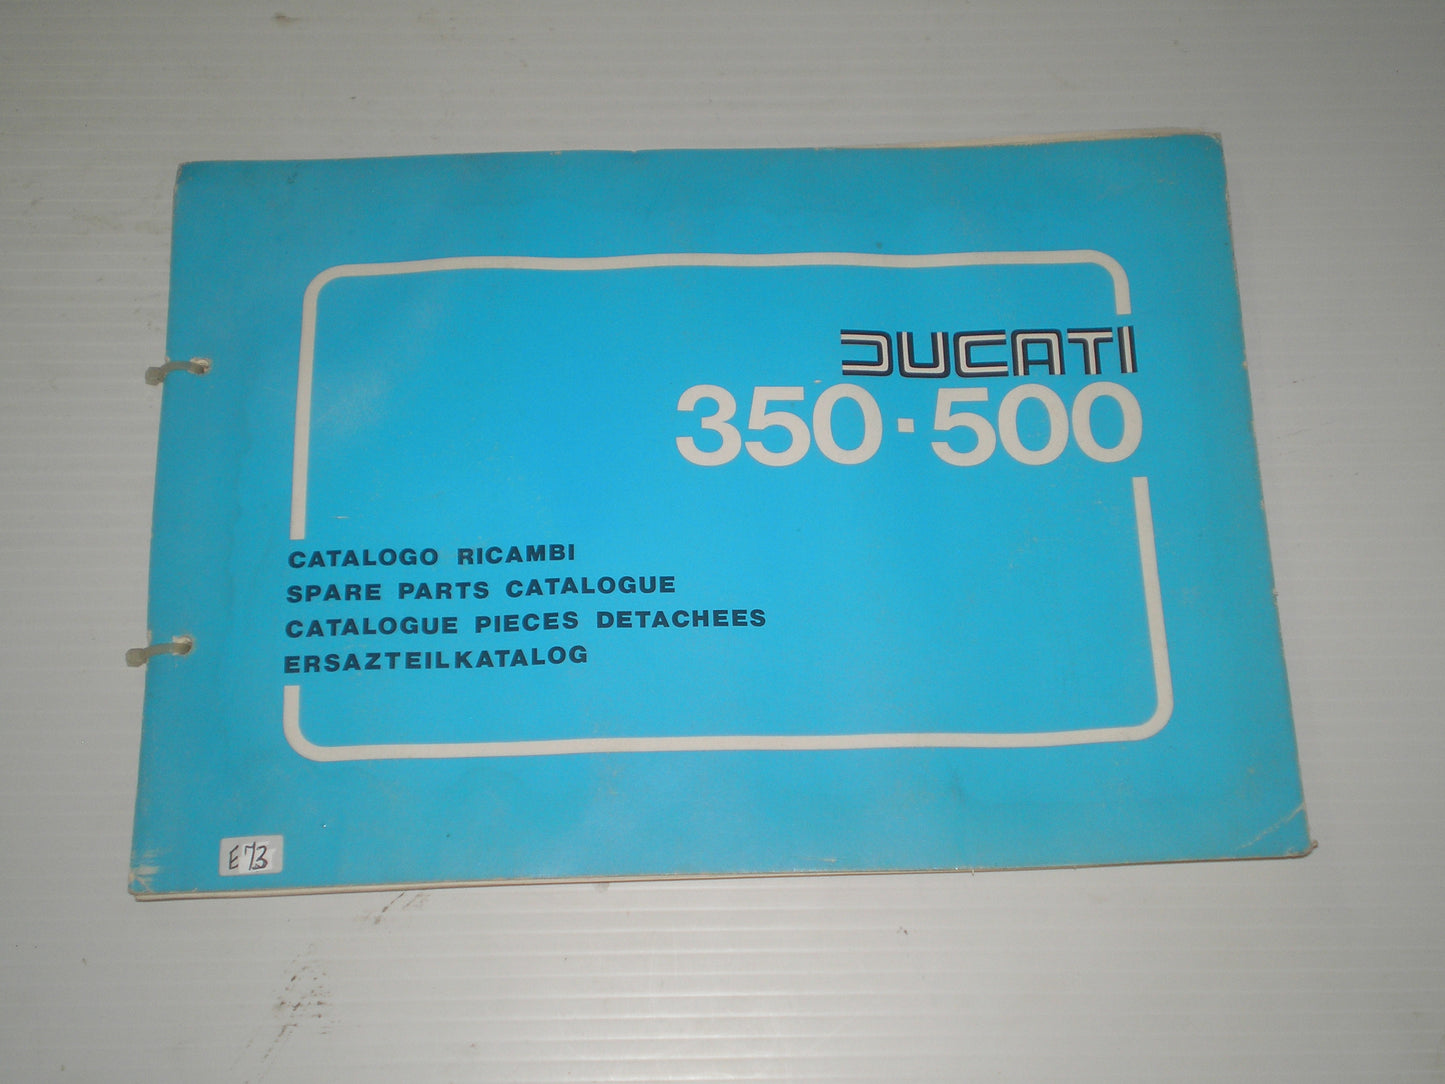 DUCATI
350·500
CATALOGO RICAMBI
SPARE PARTS CATALOGUE
CATALOGUE PIECES DETACHEES
ERSAZTEILKATALOG
E73